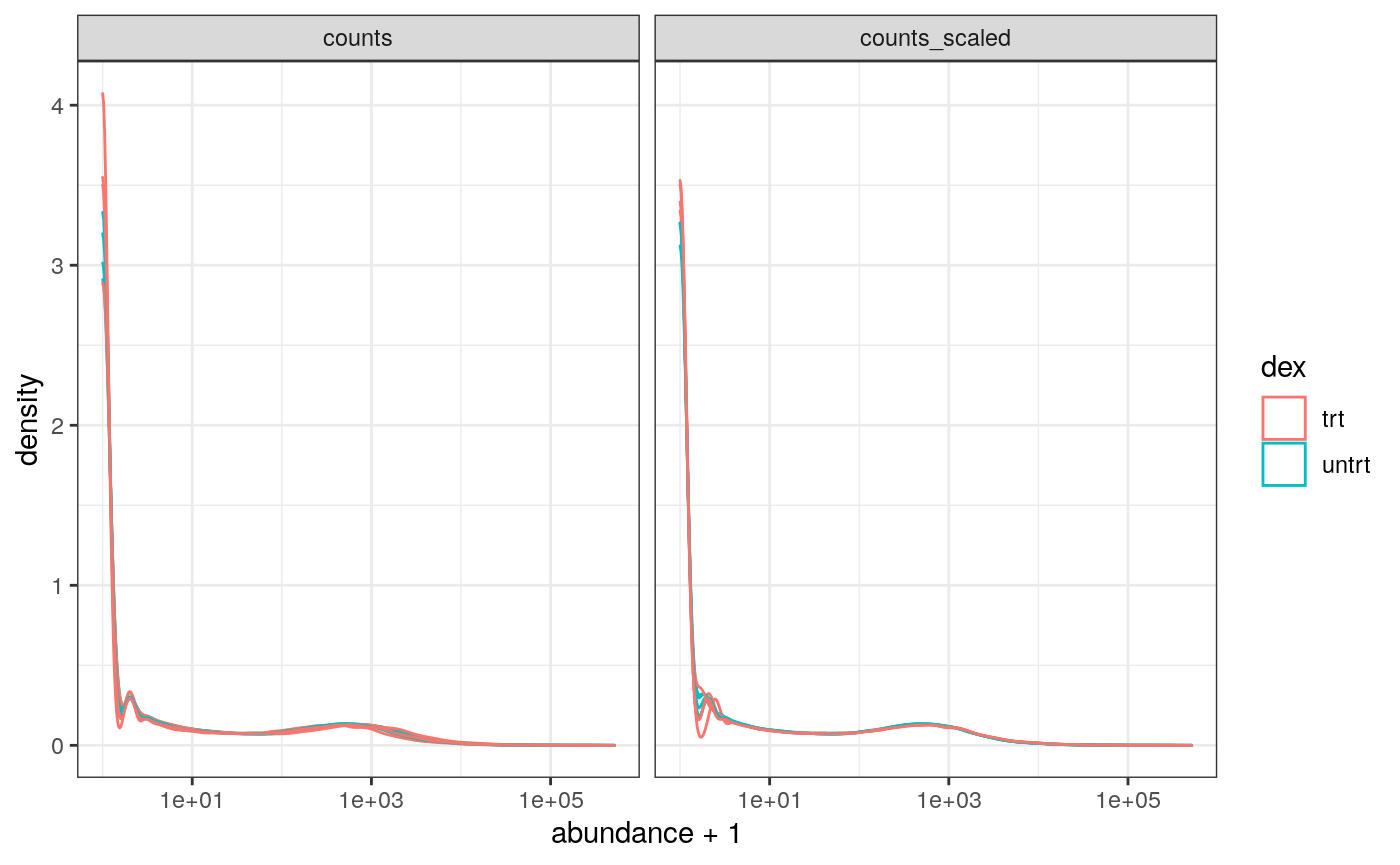 counts
counts_scaled
4
3
2
1
0
density
1e+01
1e+03
1e+05
1e+01
1e+03
1e+05
abundance + 1
dex
trt
untrt